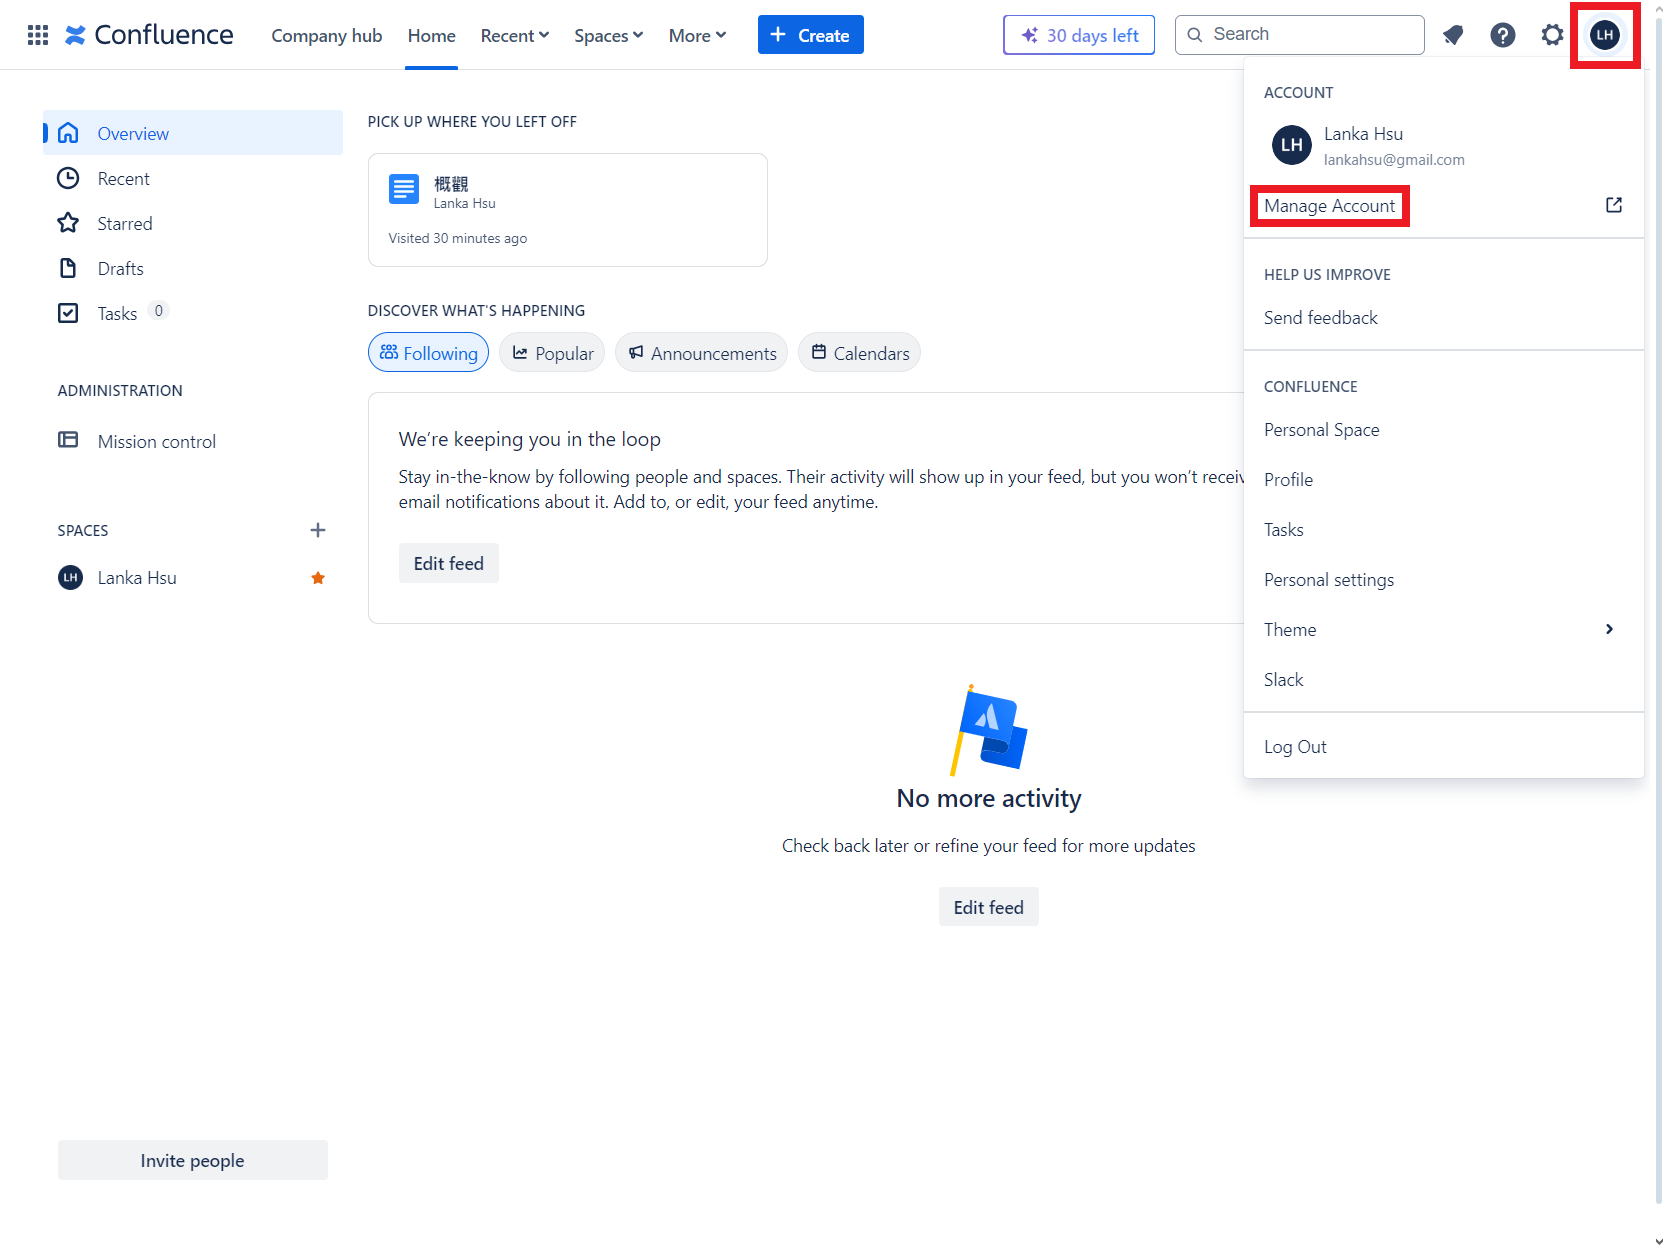 Confluence
Company hub
Home
Recent
Spaces
More
Create
30 days left
Search
LH
Overview
Recent
Starred
Drafts
Tasks 0
ADMINISTRATION
Mission control
SPACES
LH Lanka Hsu
Invite people
PICK UP WHERE YOU LEFT OFF
概觀
Lanka Hsu
Visited 30 minutes ago
DISCOVER WHAT'S HAPPENING
Following
Popular
Announcements
Calendars
We're keeping you in the loop
Stay in-the-know by following people and spaces. Their activity will show up in your feed, but you won't receiv
email notifications about it. Add to, or edit, your feed anytime.
Edit feed
No more activity
Check back later or refine your feed for more updates
Edit feed
ACCOUNT
LH
Lanka Hsu
lankahsu@gmail.com
Manage Account
HELP US IMPROVE
Send feedback
CONFLUENCE
Personal Space
Profile
Tasks
Personal settings
Theme
Slack
Log Out